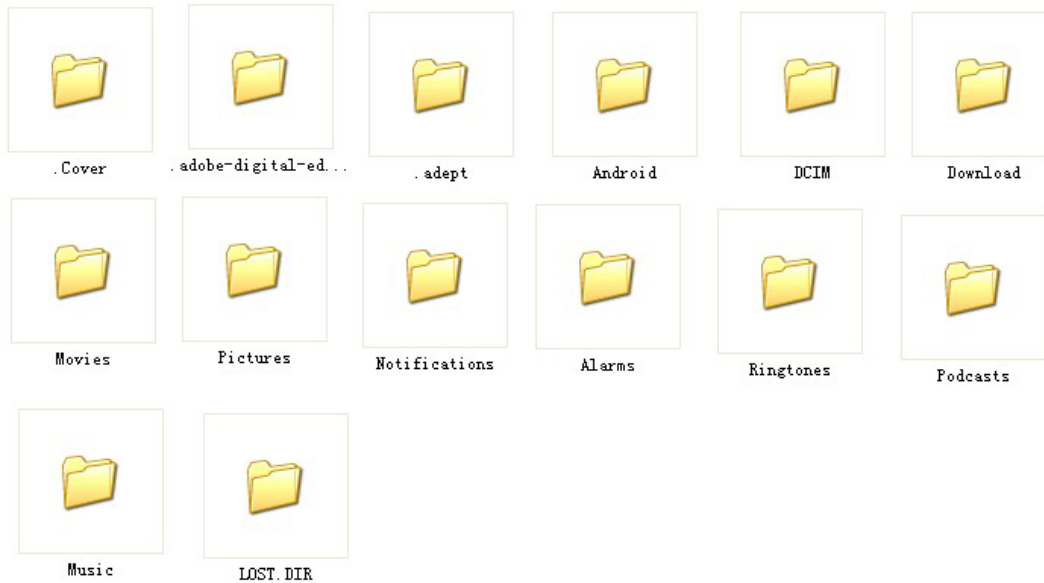 .Cover
.adobe-digital-ed...
.adept
Android
DCIM
Download
Movies
Pictures
Notifications
Alarms
Ringtones
Podcasts
Music
LOST.DIR